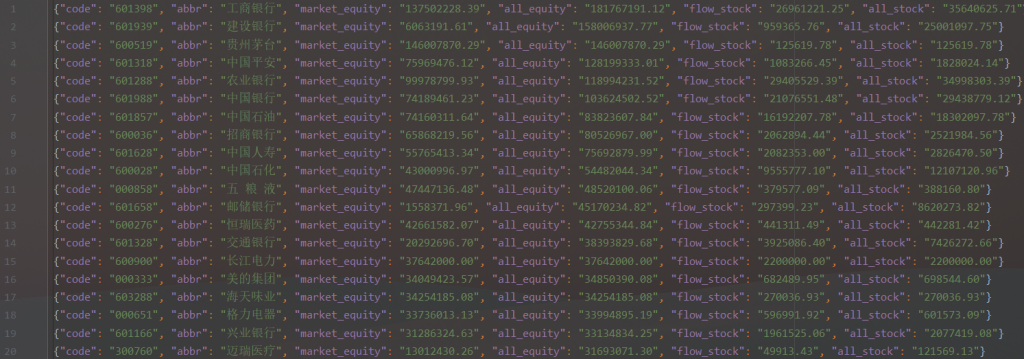 1 {"code": "601398", "abbr": "工商银行", "market_equity": "137502228.39", "all_equity": "181767191.12", "flow_stock": "26961221.25", "all_stock": "35640625.71"
2 {"code": "601939", "abbr": "建设银行", "market_equity": "6063191.61", "all_equity": "158006937.77", "flow_stock": "959365.76", "all_stock": "25001097.75"}
3 {"code": "600519", "abbr": "贵州茅台", "market_equity": "146007870.29", "all_equity": "146007870.29", "flow_stock": "125619.78", "all_stock": "125619.78"}
4 {"code": "601318", "abbr": "中国平安", "market_equity": "75969476.12", "all_equity": "128199333.01", "flow_stock": "1083266.45", "all_stock": "1828024.14"}
5 {"code": "601288", "abbr": "农业银行", "market_equity": "99978799.93", "all_equity": "118994231.52", "flow_stock": "29405529.39", "all_stock": "34998303.39"}
6 {"code": "601988", "abbr": "中国银行", "market_equity": "74189461.23", "all_equity": "103624502.52", "flow_stock": "21076551.48", "all_stock": "29438779.12"}
7 {"code": "601857", "abbr": "中国石油", "market_equity": "74160311.64", "all_equity": "83823607.84", "flow_stock": "16192207.78", "all_stock": "18302097.78"}
8 {"code": "600036", "abbr": "招商银行", "market_equity": "65868219.56", "all_equity": "80526967.00", "flow_stock": "2062894.44", "all_stock": "2521984.56"}
9 {"code": "601628", "abbr": "中国人寿", "market_equity": "55765413.34", "all_equity": "75692879.99", "flow_stock": "2082353.00", "all_stock": "2826470.50"}
10 {"code": "600028", "abbr": "中国石化", "market_equity": "43000996.97", "all_equity": "54482044.34", "flow_stock": "9555777.10", "all_stock": "12107120.96"}
11 {"code": "000858", "abbr": "五 粮 液", "market_equity": "47447136.48", "all_equity": "48520100.06", "flow_stock": "379577.09", "all_stock": "388160.80"}
12 {"code": "601658", "abbr": "邮储银行", "market_equity": "1558371.96", "all_equity": "45170234.82", "flow_stock": "297399.23", "all_stock": "8620273.82"}
13 {"code": "600276", "abbr": "恒瑞医药", "market_equity": "42661582.07", "all_equity": "42755344.84", "flow_stock": "441311.49", "all_stock": "442281.42"}
14 {"code": "601328", "abbr": "交通银行", "market_equity": "20292696.70", "all_equity": "38393829.68", "flow_stock": "3925086.40", "all_stock": "7426272.66"}
15 {"code": "600900", "abbr": "长江电力", "market_equity": "37642000.00", "all_equity": "37642000.00", "flow_stock": "2200000.00", "all_stock": "2200000.00"}
16 {"code": "000333", "abbr": "美的集团", "market_equity": "34049423.57", "all_equity": "34850390.08", "flow_stock": "682489.95", "all_stock": "698544.60"}
17 {"code": "603288", "abbr": "海天味业", "market_equity": "34254185.08", "all_equity": "34254185.08", "flow_stock": "270036.93", "all_stock": "270036.93"}
18 {"code": "000651", "abbr": "格力电器", "market_equity": "33736013.13", "all_equity": "33994895.19", "flow_stock": "596991.92", "all_stock": "601573.09"}
19 {"code": "601166", "abbr": "兴业银行", "market_equity": "31286324.63", "all_equity": "33134834.25", "flow_stock": "1961525.06", "all_stock": "2077419.08"}
20 {"code": "300760", "abbr": "迈瑞医疗", "market_equity": "13012430.26", "all_equity": "31693071.30", "flow_stock": "49913.43", "all_stock": "121569.13"}